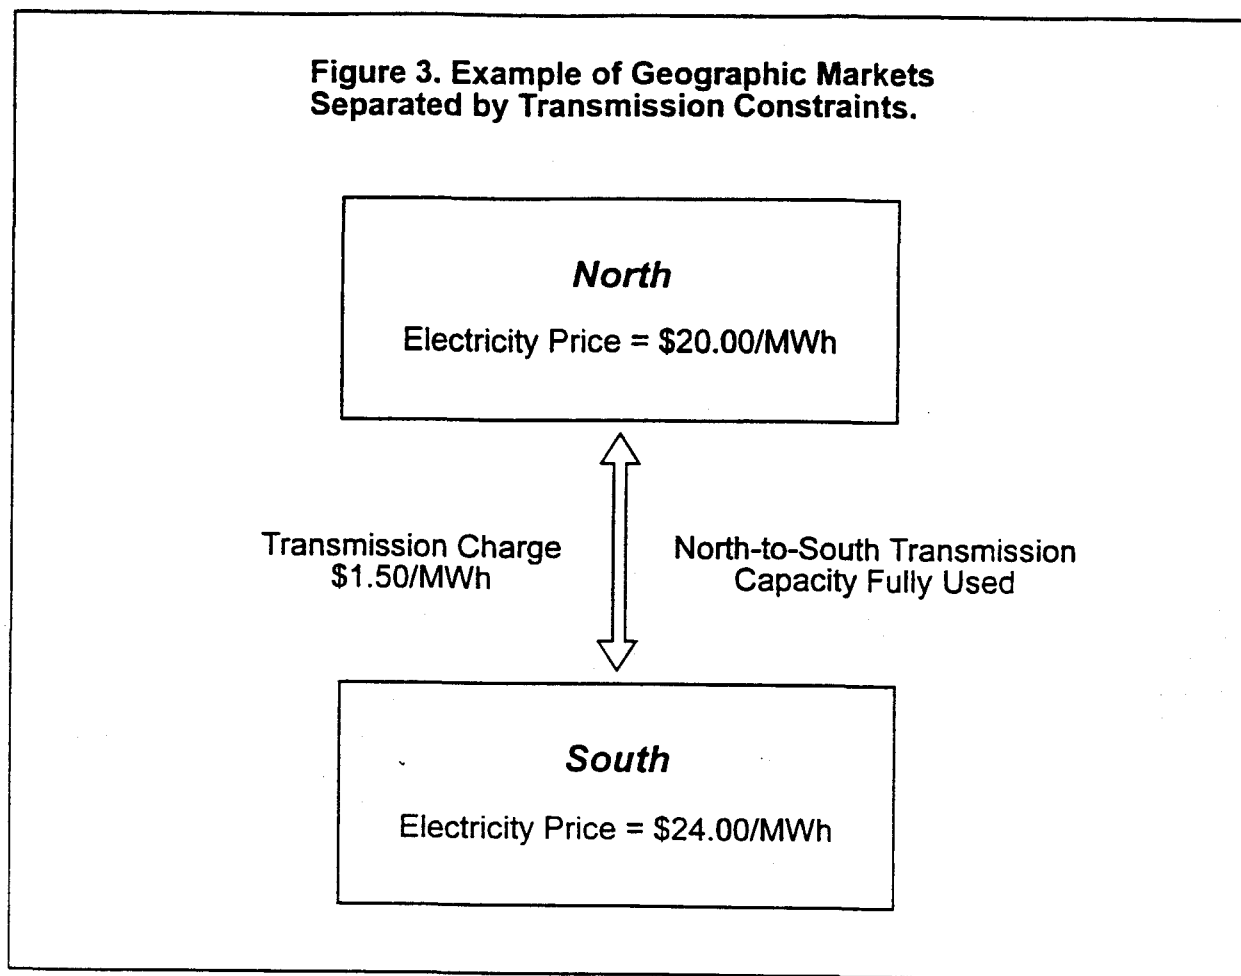 Figure 3. Example of Geographic Markets
Separated by Transmission Constraints.
North
Electricity Price = $20.00/MWh
Transmission Charge
$1.50/MWh
North-to-South Transmission
Capacity Fully Used
South
Electricity Price = $24.00/MWh